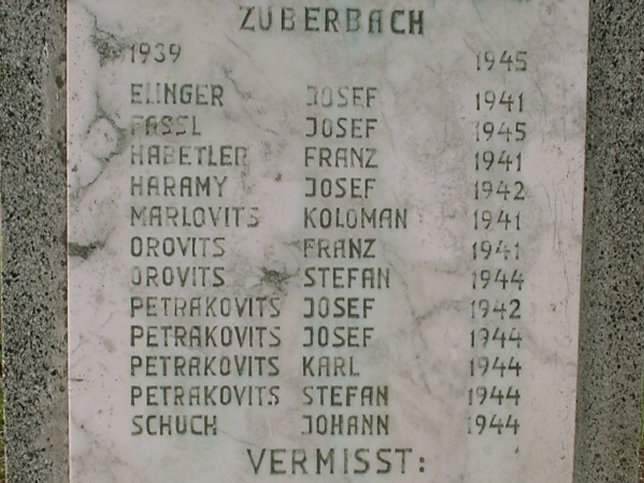 ZUBERBACH
1939 1945
ELINGER JOSEF 1941
FASSL JOSEF 1945
HABETLER FRANZ 1941
HARAMY JOSEF 1942
MARLOVITS KOLOMAN 1941
OROVITS FRANZ 1941
OROVITS STEFAN 1944
PETRAKOVITS JOSEF 1942
PETRAKOVITS JOSEF 1944
PETRAKOVITS KARL 1944
PETRAKOVITS STEFAN 1944
SCHUCH JOHANN 1944
VERMISST: